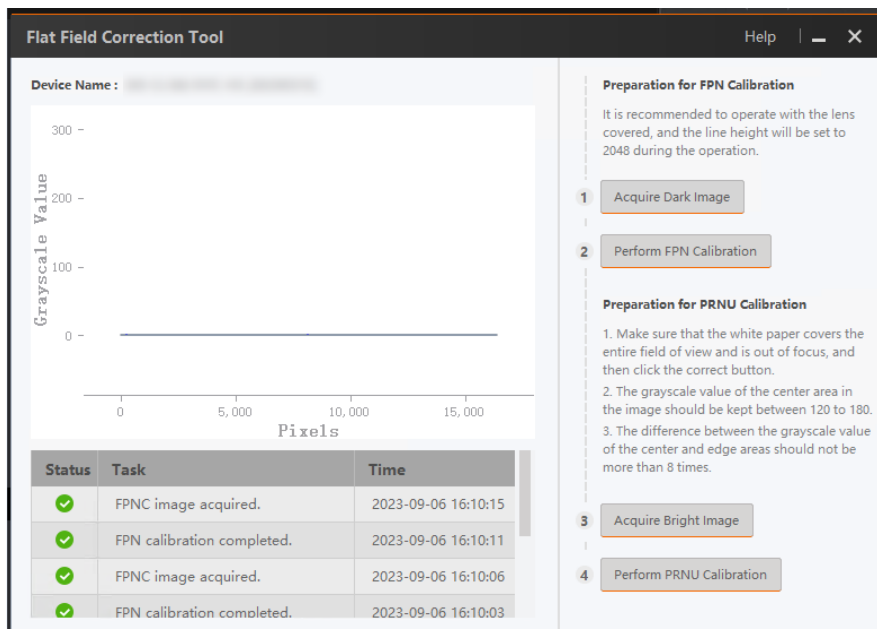 Flat Field Correction Tool
Help
Device Name :
300
200
100
0
Grayscale Value
0
5,000
10,000
15,000
Pixels
Status Task Time
FPNC image acquired. 2023-09-06 16:10:15
FPN calibration completed. 2023-09-06 16:10:11
FPNC image acquired. 2023-09-06 16:10:06
FPN calibration completed. 2023-09-06 16:10:03
Preparation for FPN Calibration
It is recommended to operate with the lens
covered, and the line height will be set to
2048 during the operation.
1 Acquire Dark Image
2 Perform FPN Calibration
Preparation for PRNU Calibration
1. Make sure that the white paper covers the
entire field of view and is out of focus, and
then click the correct button.
2. The grayscale value of the center area in
the image should be kept between 120 to 180.
3. The difference between the grayscale value
of the center and edge areas should not be
more than 8 times.
3 Acquire Bright Image
4 Perform PRNU Calibration